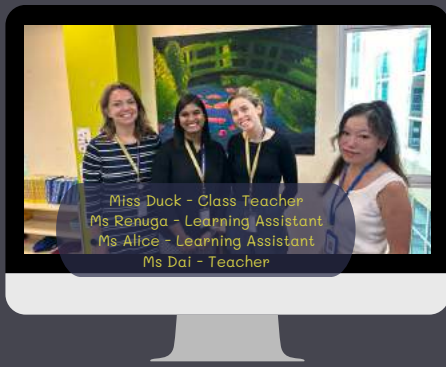 Miss Duck - Class Teacher
Ms Renuga - Learning Assistant
Ms Alice - Learning Assistant
Ms Dai - Teacher